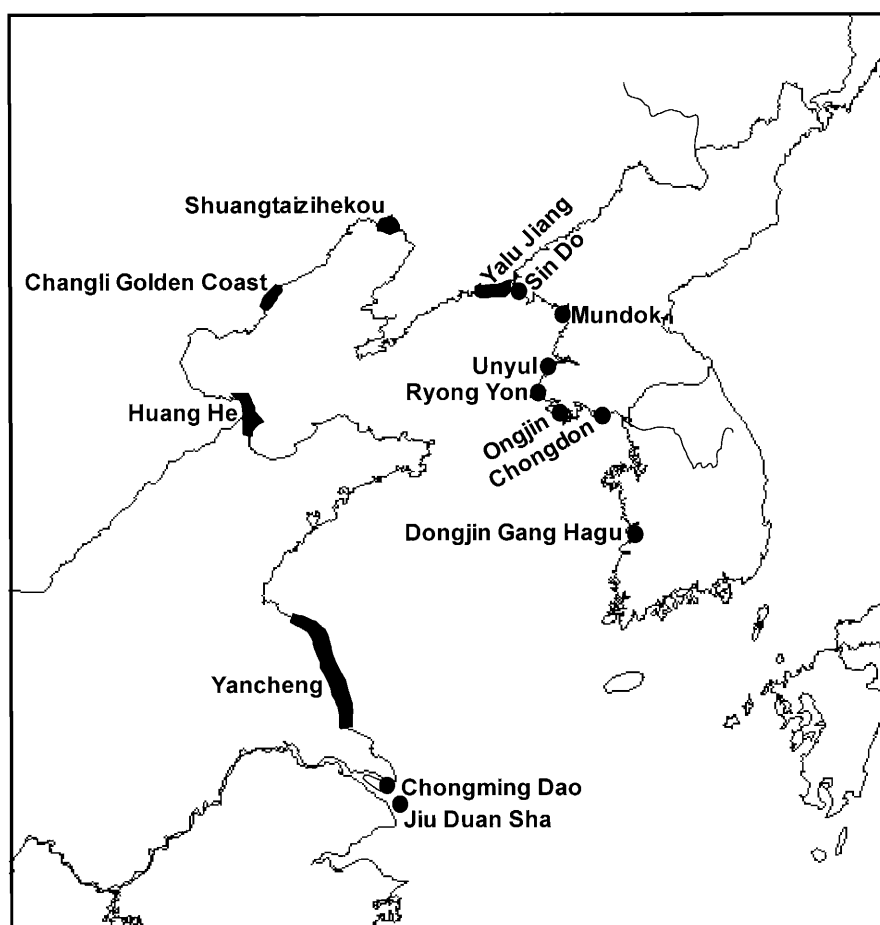 Shuangtaizihekou
Yalu Jiang
Sin Do
Changli Golden Coast
Mundok
Unyul
Ryong Yon
Huang He
Ongjin
Chongdon
Dongjin Gang Hagu
Yancheng
Chongming Dao
Jiu Duan Sha